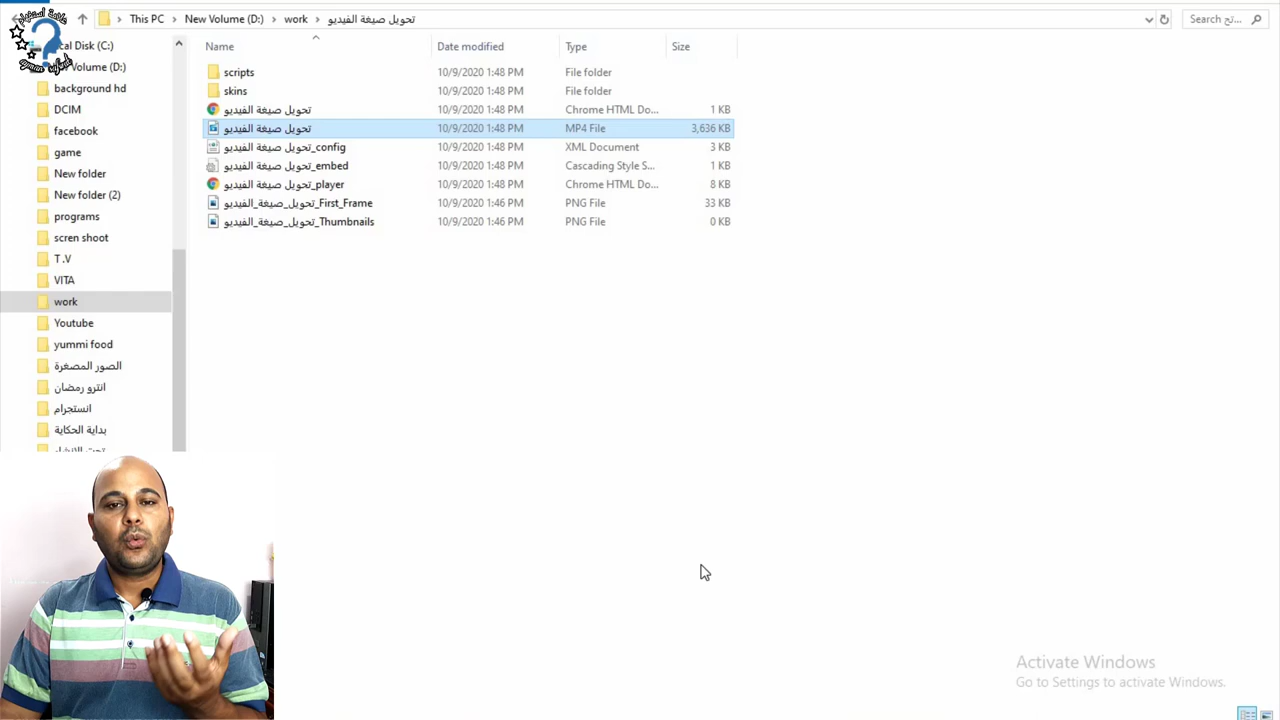 This PC > New Volume (D:) > work > تحويل صيغة الفيديو
Search تح...
Name Date modified Type Size
scripts 10/9/2020 1:48 PM File folder
skins 10/9/2020 1:48 PM File folder
تحويل صيغة الفيديو 10/9/2020 1:48 PM Chrome HTML Do... 1 KB
تحويل صيغة الفيديو 10/9/2020 1:48 PM MP4 File 3,636 KB
تحويل صيغة الفيديو_config 10/9/2020 1:48 PM XML Document 3 KB
تحويل صيغة الفيديو_embed 10/9/2020 1:48 PM Cascading Style S... 1 KB
تحويل صيغة الفيديو_player 10/9/2020 1:48 PM Chrome HTML Do... 8 KB
تحويل_صيغة_الفيديو_First_Frame 10/9/2020 1:46 PM PNG File 33 KB
تحويل_صيغة_الفيديو_Thumbnails 10/9/2020 1:46 PM PNG File 0 KB
علامة استفهام
cal Disk (C:)
Volume (D:)
background hd
DCIM
facebook
game
New folder
New folder (2)
programs
scren shoot
T .V
VITA
work
Youtube
yummi food
الصور المصغرة
انترو رمضان
انستجرام
بداية الحكاية
تحت الانشاء
Activate Windows
Go to Settings to activate Windows.